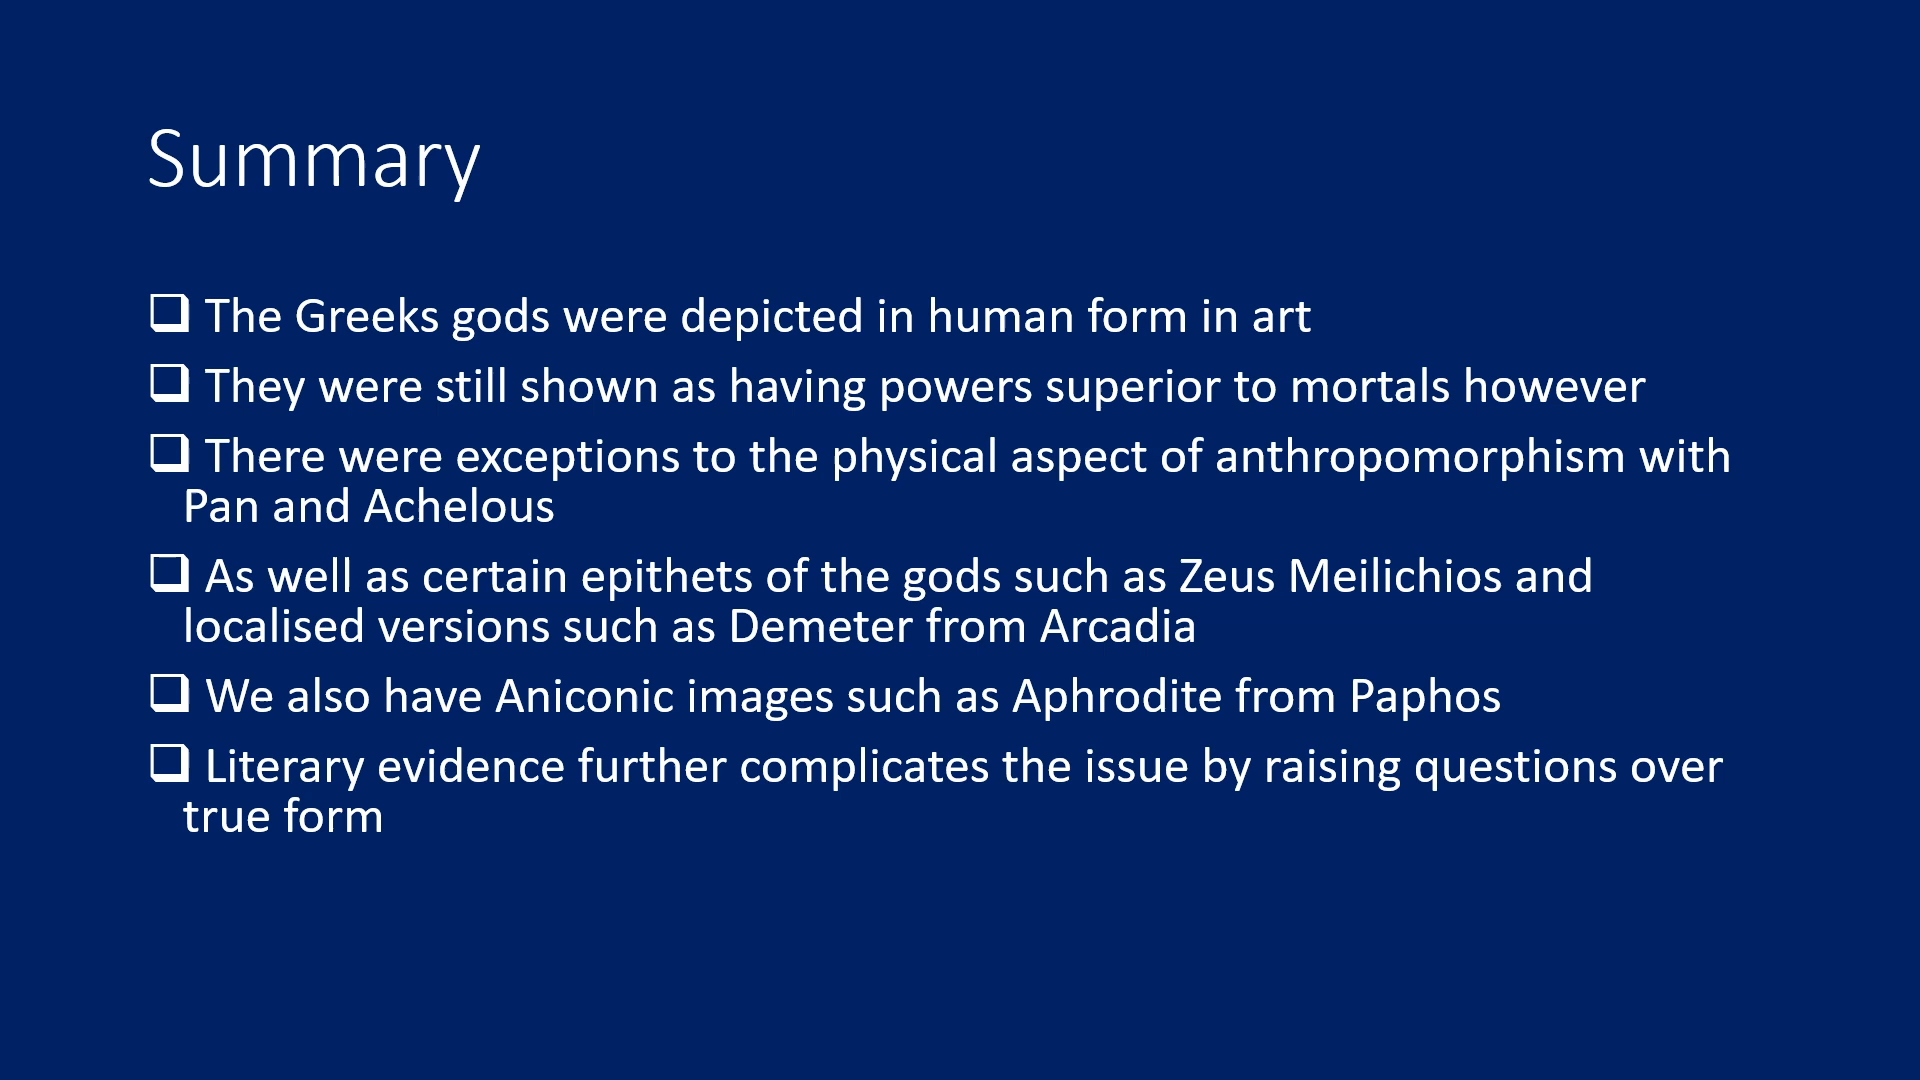 Summary
❑ The Greeks gods were depicted in human form in art
❑ They were still shown as having powers superior to mortals however
❑ There were exceptions to the physical aspect of anthropomorphism with
Pan and Achelous
❑ As well as certain epithets of the gods such as Zeus Meilichios and
localised versions such as Demeter from Arcadia
❑ We also have Aniconic images such as Aphrodite from Paphos
❑ Literary evidence further complicates the issue by raising questions over
true form